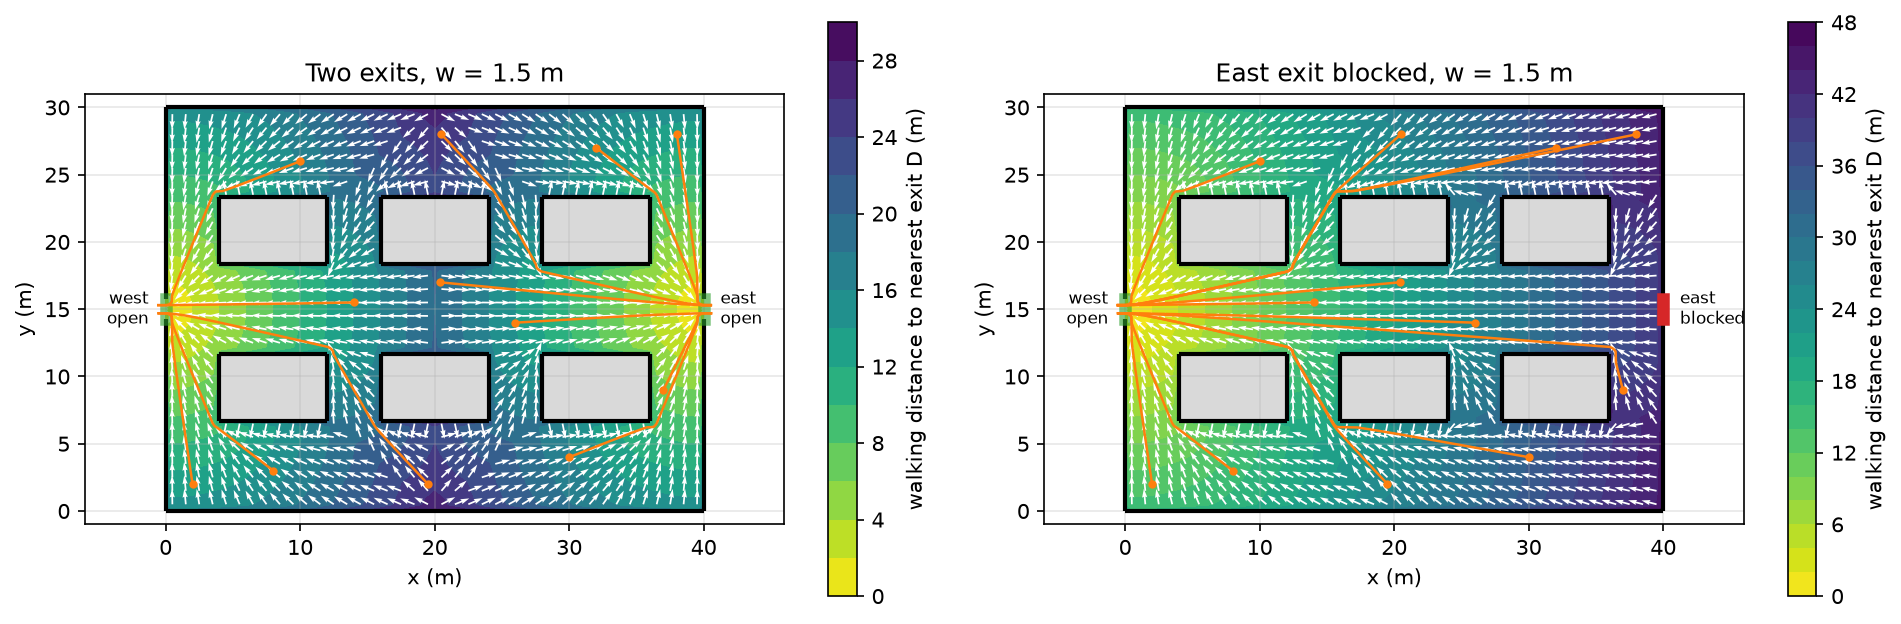 Two exits, w = 1.5 m
30
25
20
15
10
5
0
y (m)
west
open
east
open
0
10
20
30
40
x (m)
28
24
20
16
12
8
4
0
walking distance to nearest exit D (m)
East exit blocked, w = 1.5 m
30
25
20
15
10
5
0
y (m)
west
open
east
blocked
0
10
20
30
40
x (m)
48
42
36
30
24
18
12
6
0
walking distance to nearest exit D (m)